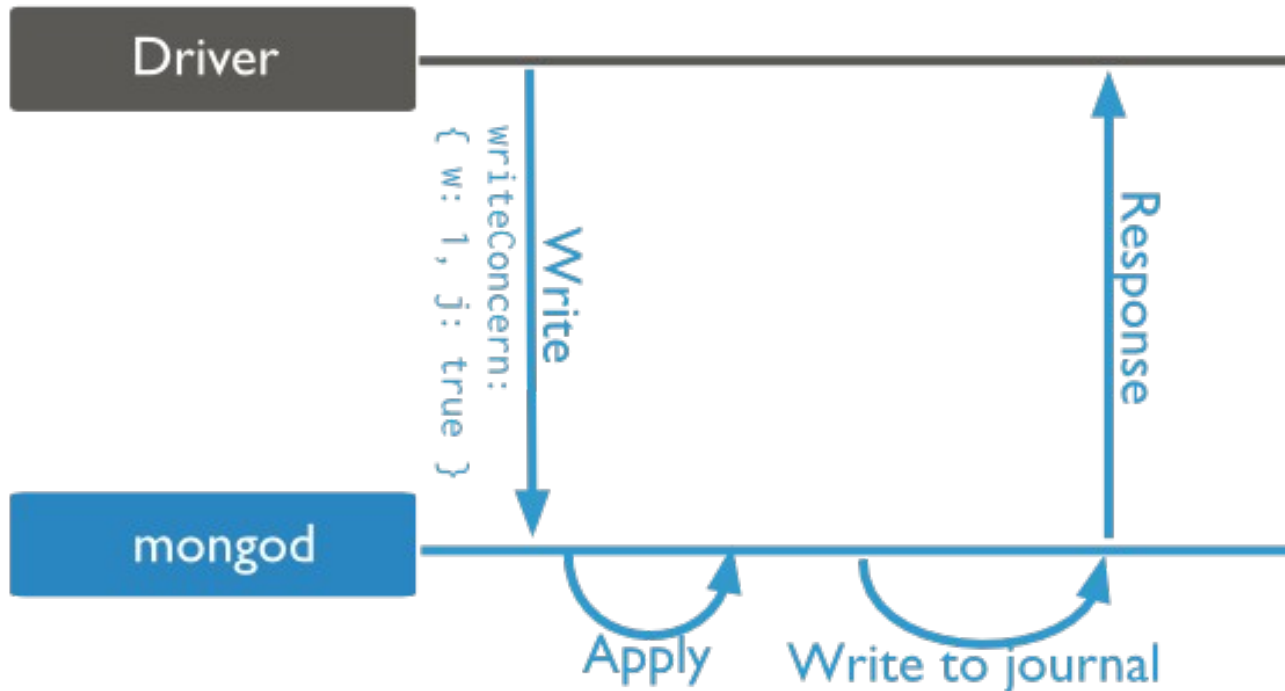 Driver
writeConcern:
{ w: 1, j: true }
Write
Response
mongod
Apply
Write to journal